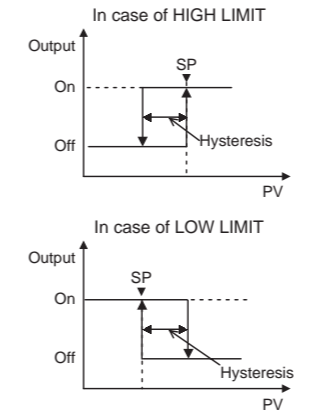 In case of HIGH LIMIT
Output
SP
On
Hysteresis
Off
PV
In case of LOW LIMIT
Output
SP
On
Off
Hysteresis
PV